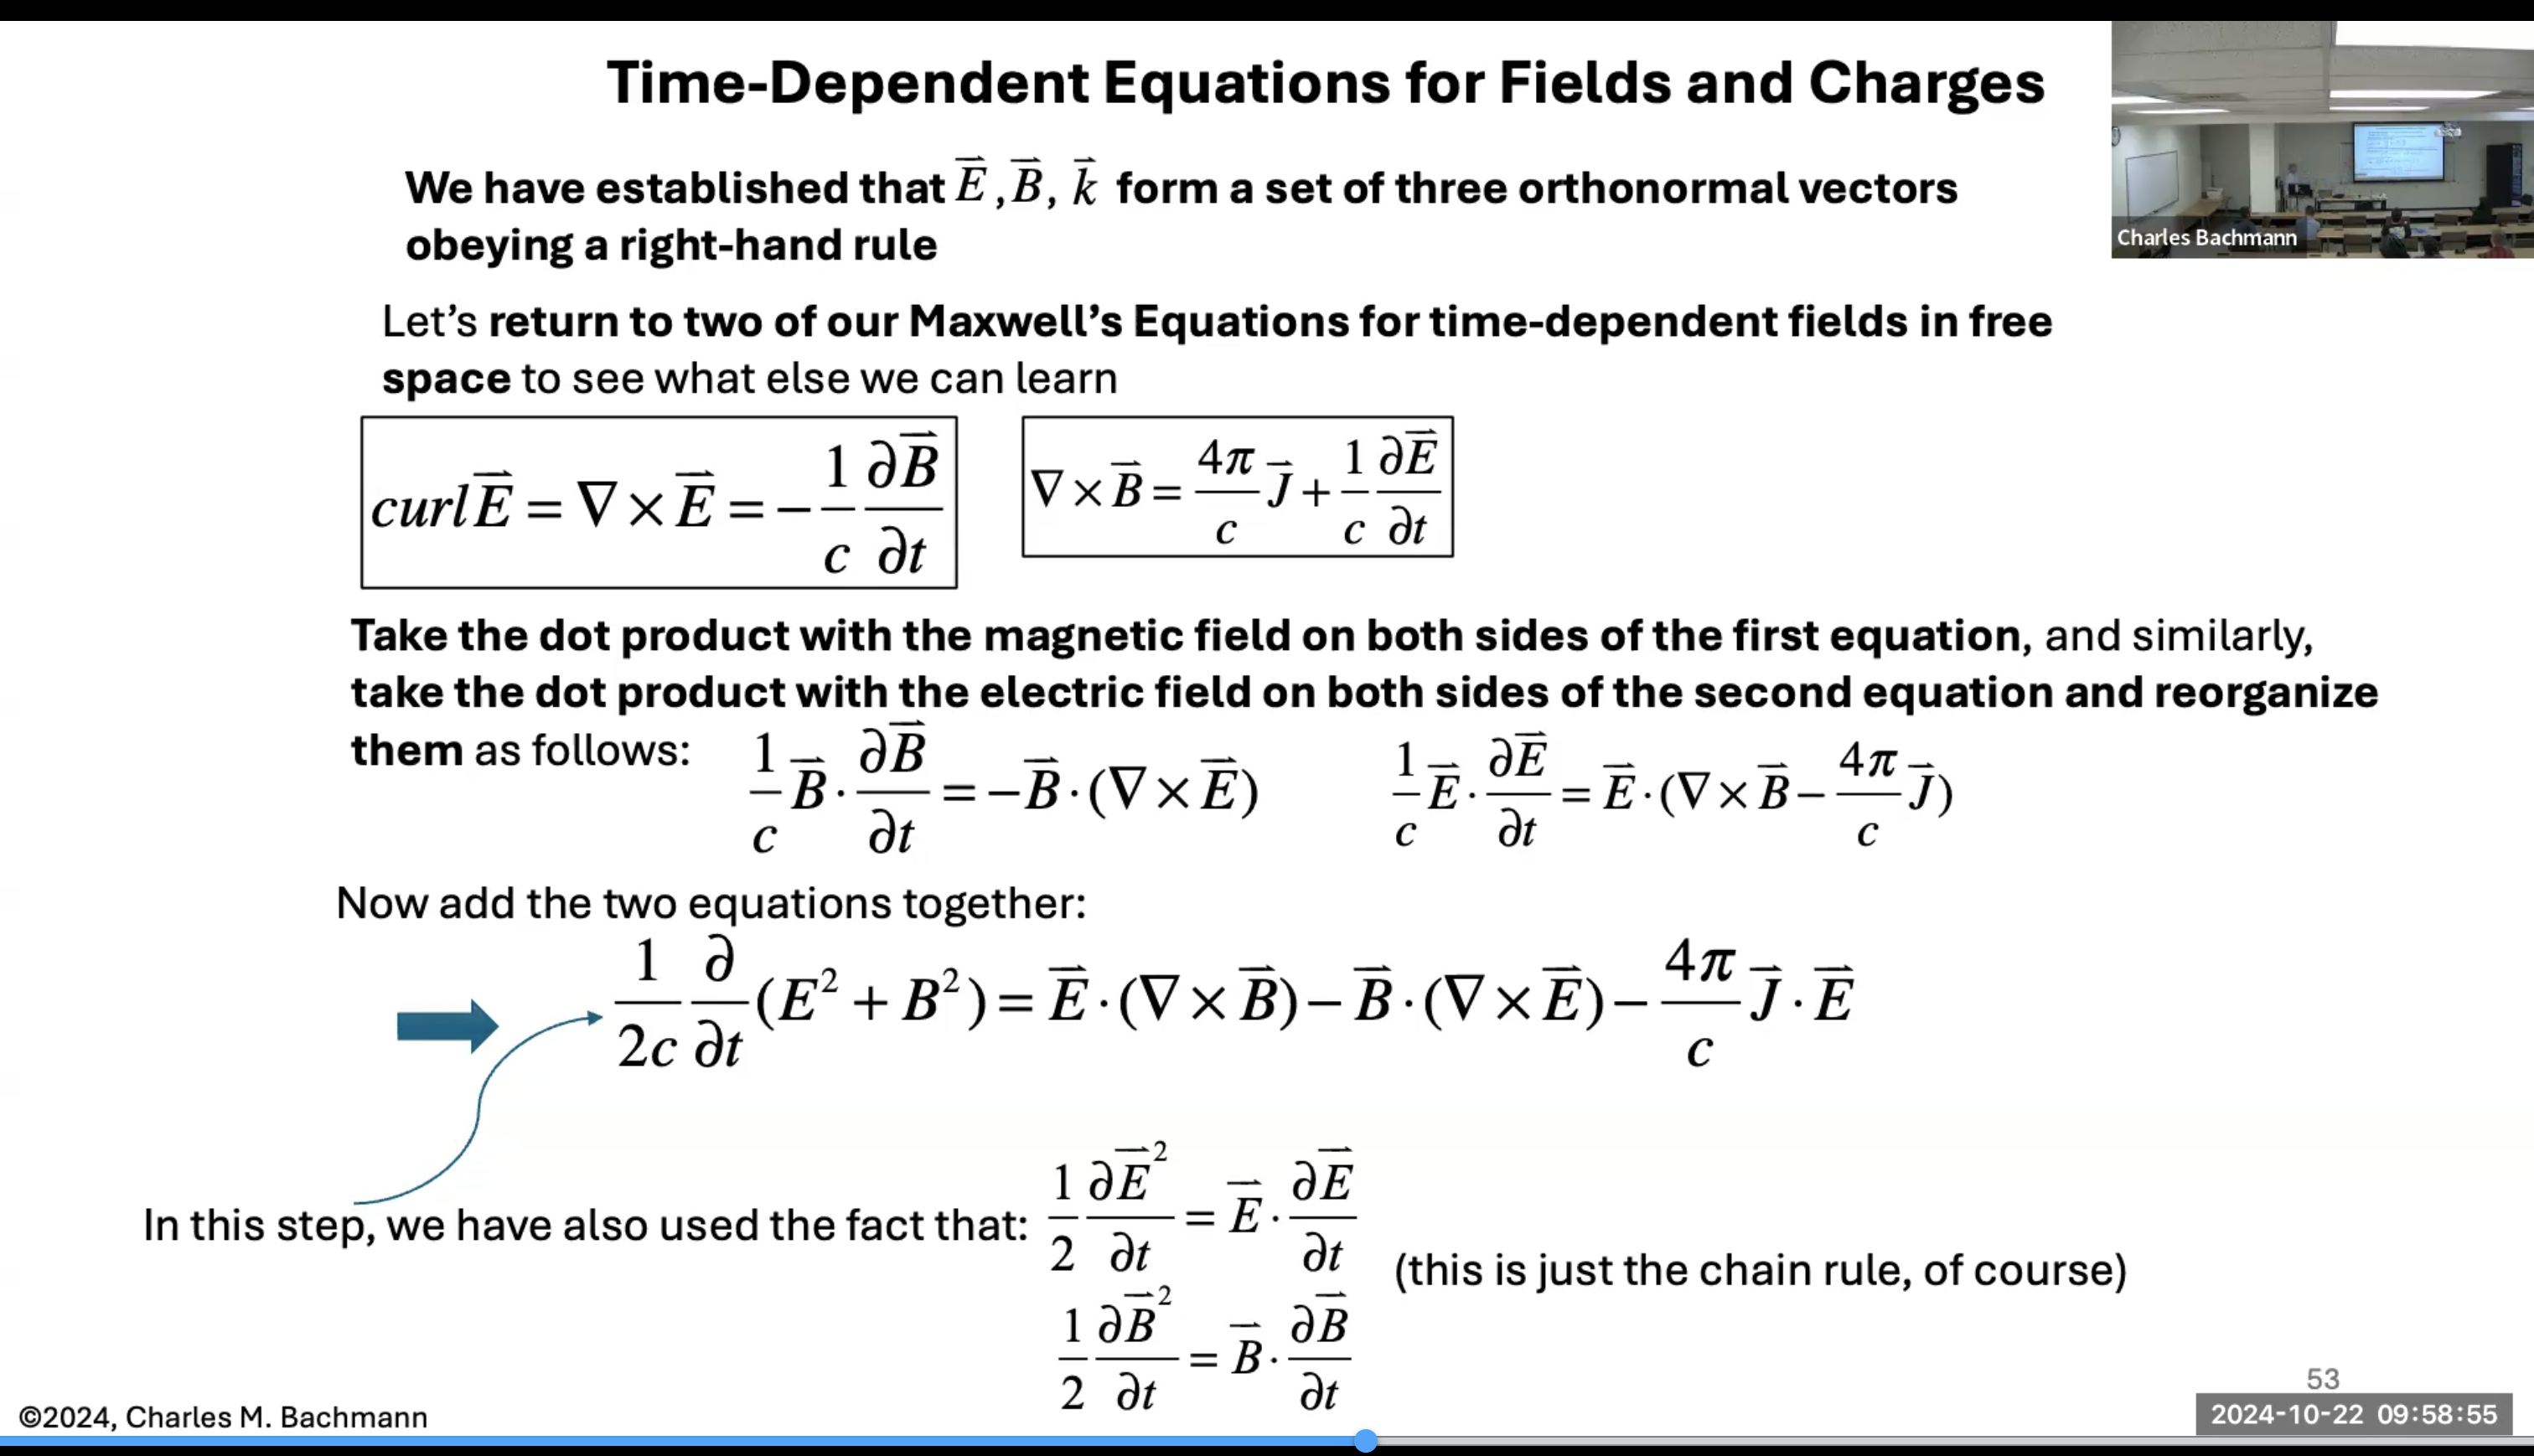 Time-Dependent Equations for Fields and Charges
Charles Bachmann
We have established that $\vec{E}, \vec{B}, \vec{k}$ form a set of three orthonormal vectors
obeying a right-hand rule
Let's return to two of our Maxwell's Equations for time-dependent fields in free
space to see what else we can learn
$curl\vec{E} = \nabla \times \vec{E} = -\frac{1}{c}\frac{\partial \vec{B}}{\partial t}$
$\nabla \times \vec{B} = \frac{4\pi}{c}\vec{J} + \frac{1}{c}\frac{\partial \vec{E}}{\partial t}$
Take the dot product with the magnetic field on both sides of the first equation, and similarly,
take the dot product with the electric field on both sides of the second equation and reorganize
them as follows: $\frac{1}{c}\vec{B} \cdot \frac{\partial \vec{B}}{\partial t} = -\vec{B} \cdot (\nabla \times \vec{E})$ $\frac{1}{c}\vec{E} \cdot \frac{\partial \vec{E}}{\partial t} = \vec{E} \cdot (\nabla \times \vec{B} - \frac{4\pi}{c}\vec{J})$
Now add the two equations together:
$\frac{1}{2c}\frac{\partial}{\partial t}(E^2 + B^2) = \vec{E} \cdot (\nabla \times \vec{B}) - \vec{B} \cdot (\nabla \times \vec{E}) - \frac{4\pi}{c}\vec{J} \cdot \vec{E}$
In this step, we have also used the fact that: $\frac{1}{2}\frac{\partial \vec{E}^2}{\partial t} = \vec{E} \cdot \frac{\partial \vec{E}}{\partial t}$
(this is just the chain rule, of course)
$\frac{1}{2}\frac{\partial \vec{B}^2}{\partial t} = \vec{B} \cdot \frac{\partial \vec{B}}{\partial t}$
53
©2024, Charles M. Bachmann
2024-10-22 09:58:55